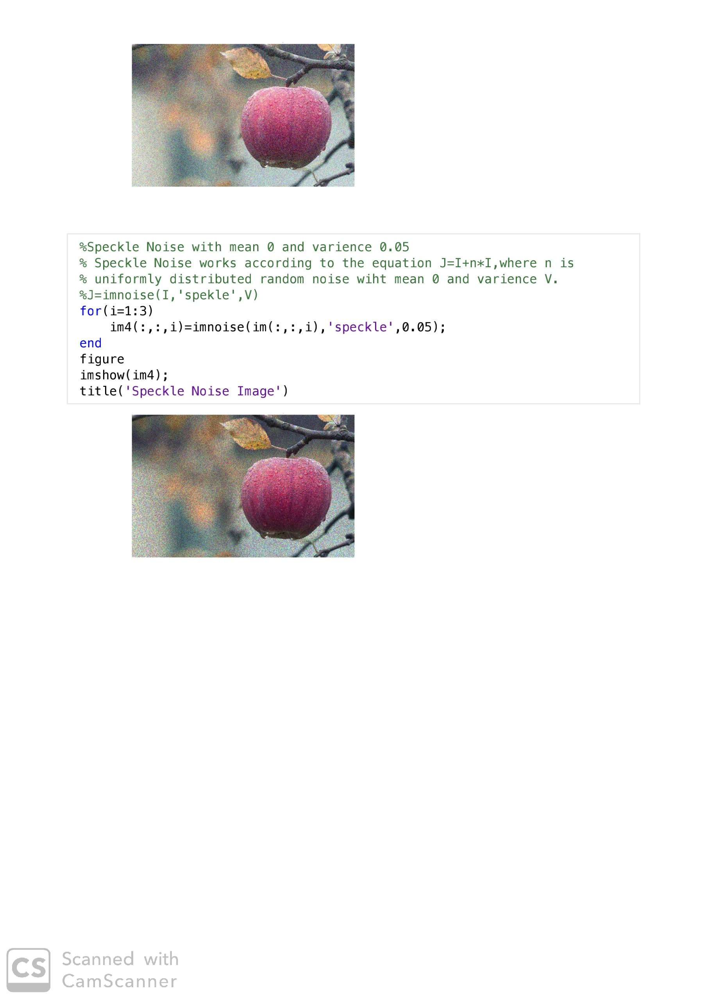 %Speckle Noise with mean 0 and varience 0.05
% Speckle Noise works according to the equation J=I+n*I,where n is
% uniformly distributed random noise wiht mean 0 and varience V.
%J=imnoise(I,'spekle',V)
for(i=1:3)
    im4(:,:,i)=imnoise(im(:,:,i),'speckle',0.05);
end
figure
imshow(im4);
title('Speckle Noise Image')
CS
Scanned with
CamScanner